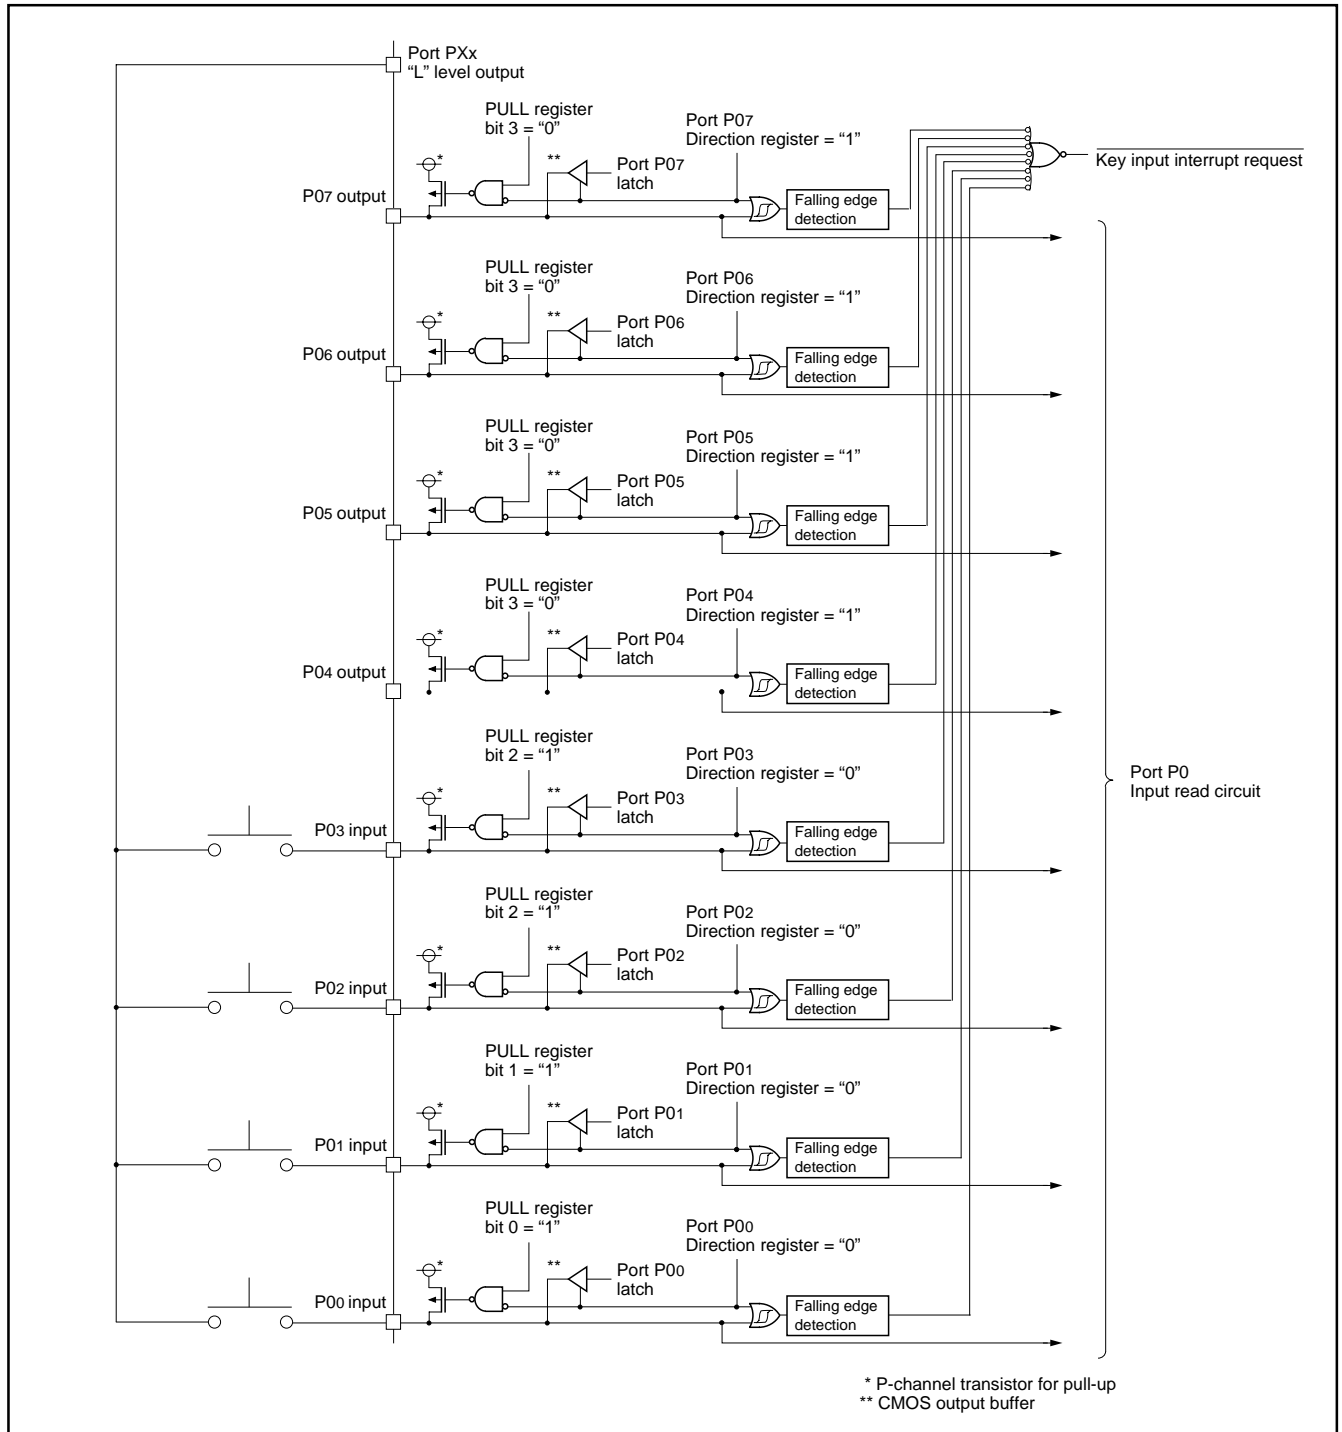 Port PXx
“L” level output
PULL register
bit 3 = “0”
Port P07
Direction register = “1”
*
**
Port P07
latch
P07 output
Falling edge
detection
Key input interrupt request
PULL register
bit 3 = “0”
Port P06
Direction register = “1”
*
**
Port P06
latch
P06 output
Falling edge
detection
PULL register
bit 3 = “0”
Port P05
Direction register = “1”
*
**
Port P05
latch
P05 output
Falling edge
detection
PULL register
bit 3 = “0”
Port P04
Direction register = “1”
*
**
Port P04
latch
P04 output
Falling edge
detection
PULL register
bit 2 = “1”
Port P03
Direction register = “0”
*
**
Port P03
latch
P03 input
Falling edge
detection
Port P0
Input read circuit
PULL register
bit 2 = “1”
Port P02
Direction register = “0”
*
**
Port P02
latch
P02 input
Falling edge
detection
PULL register
bit 1 = “1”
Port P01
Direction register = “0”
*
**
Port P01
latch
P01 input
Falling edge
detection
PULL register
bit 0 = “1”
Port P00
Direction register = “0”
*
**
Port P00
latch
P00 input
Falling edge
detection
* P-channel transistor for pull-up
** CMOS output buffer